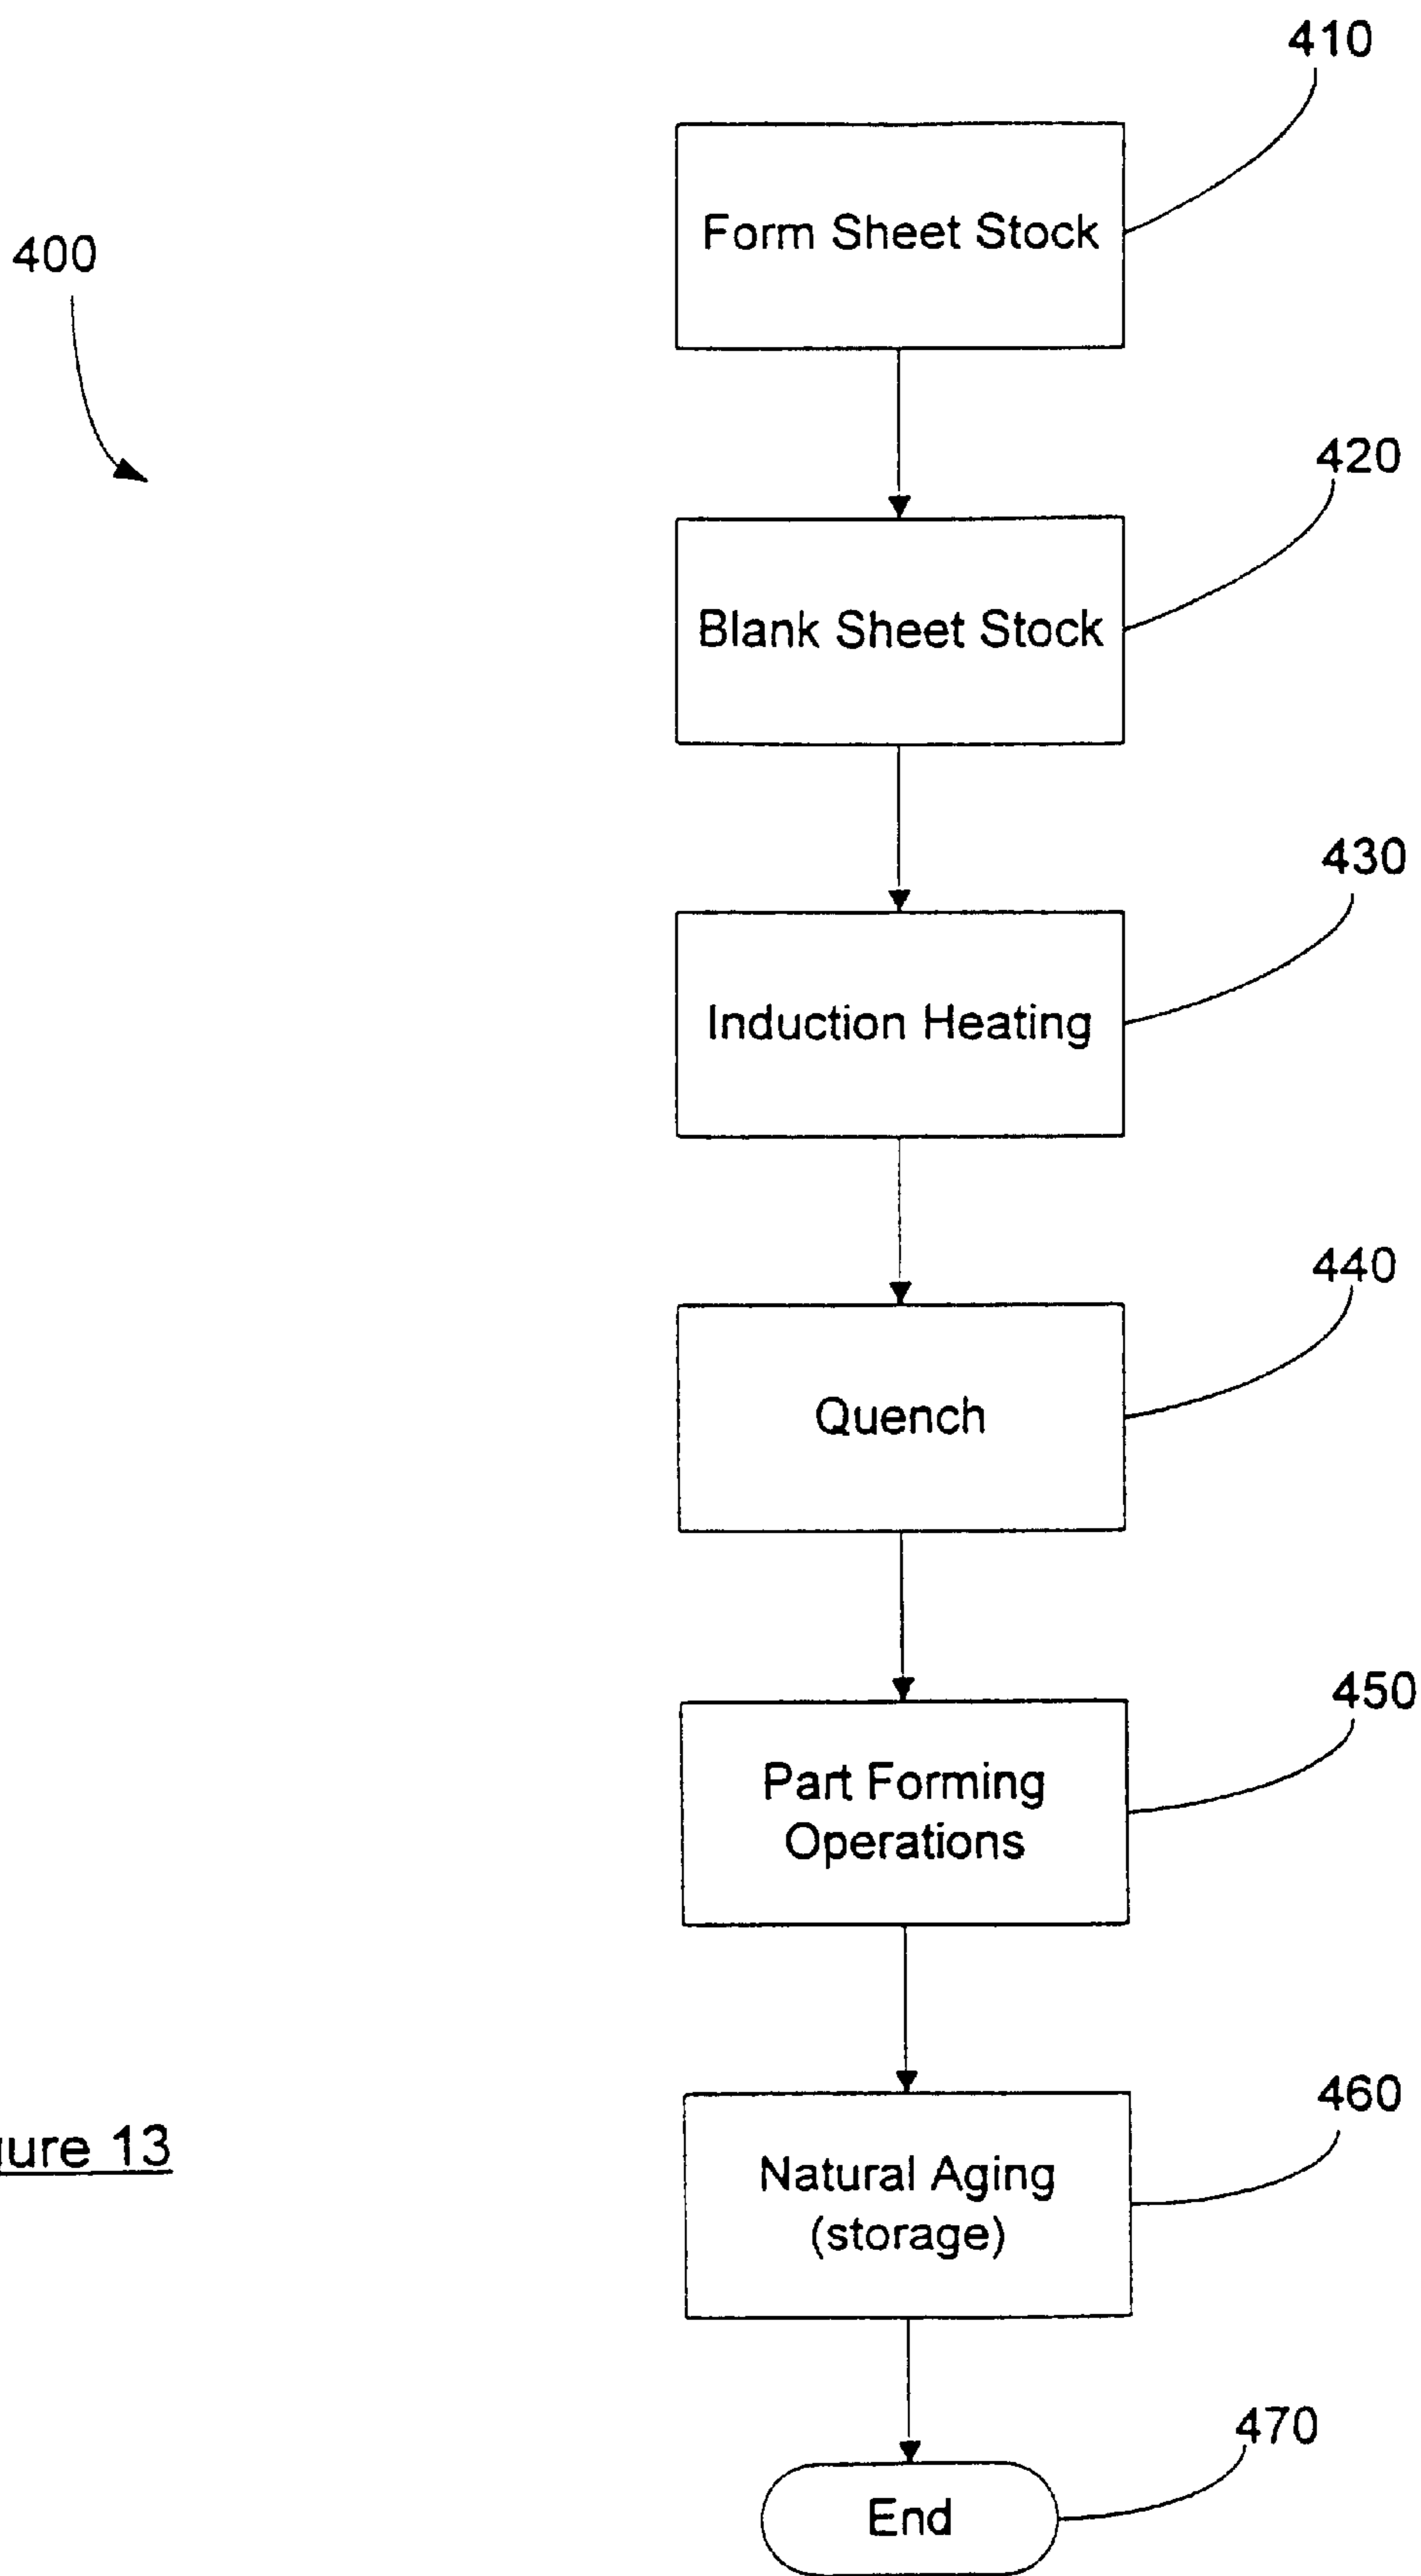 410
Form Sheet Stock
400
420
Blank Sheet Stock
430
Induction Heating
440
Quench
450
Part Forming
Operations
460
Natural Aging
(storage)
13
470
End